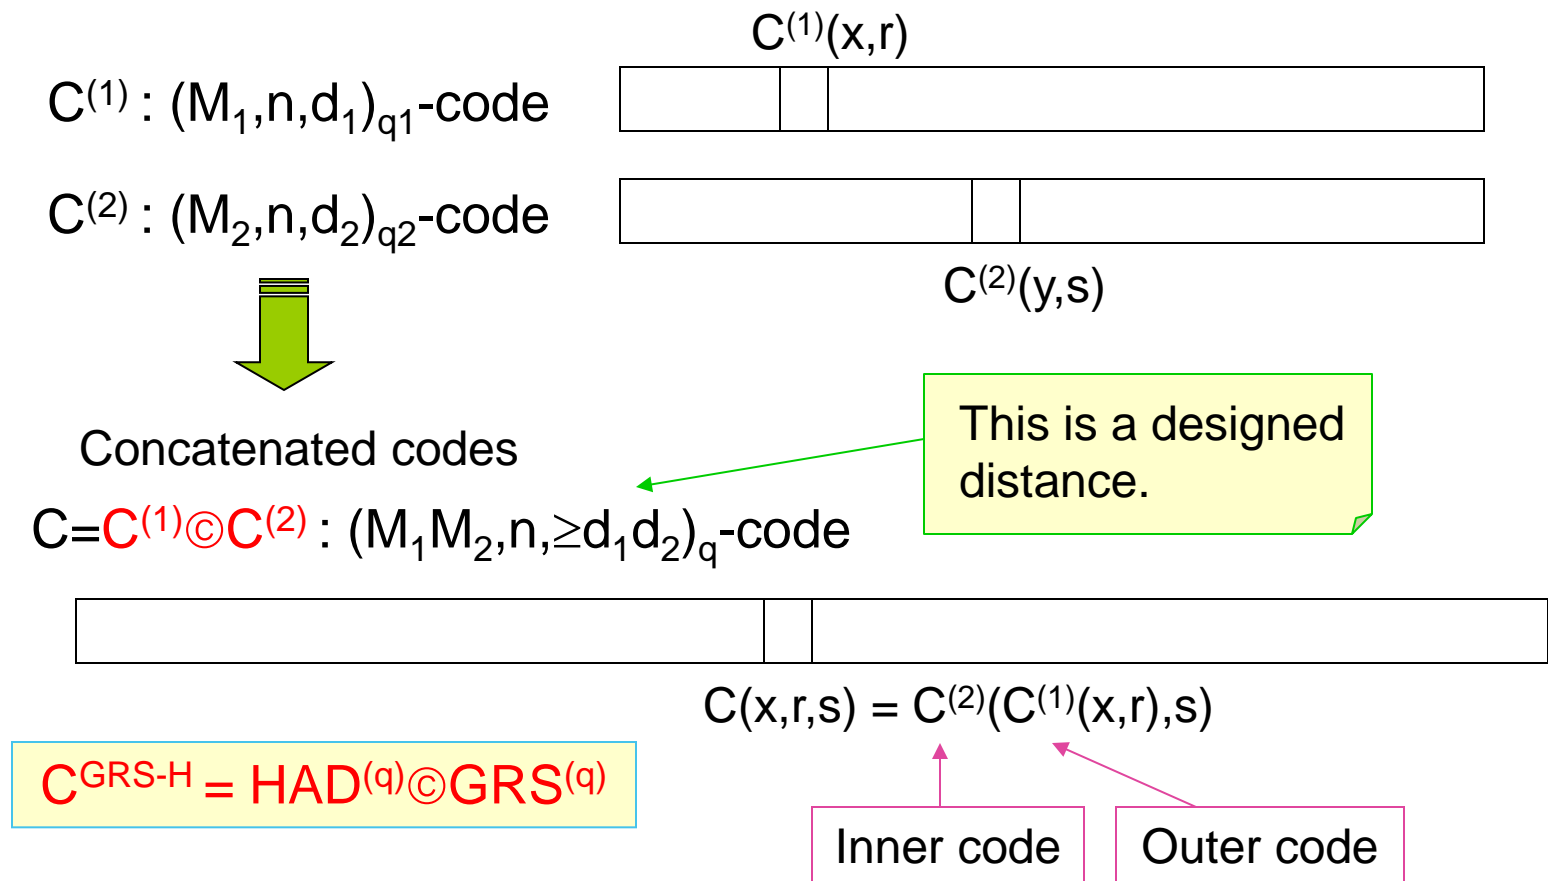 C⁽¹⁾(x,r)
C⁽¹⁾ : (M₁,n,d₁)q1-code
C⁽²⁾ : (M₂,n,d₂)q2-code
C⁽²⁾(y,s)
This is a designed
distance.
Concatenated codes
C=C⁽¹⁾©C⁽²⁾ : (M₁M₂,n,≥d₁d₂)q-code
C(x,r,s) = C⁽²⁾(C⁽¹⁾(x,r),s)
C^GRS-H = HAD^(q)©GRS^(q)
Inner code
Outer code